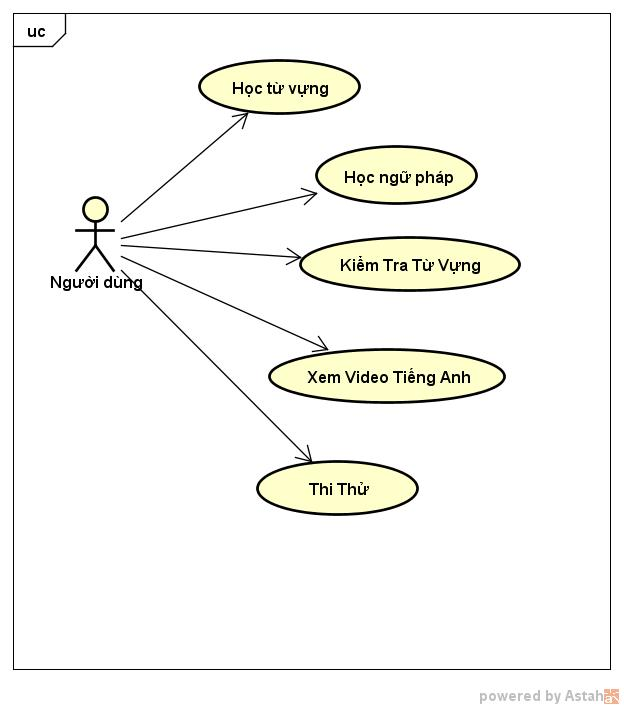 uc
Học từ vựng
Học ngữ pháp
Người dùng
Kiểm Tra Từ Vựng
Xem Video Tiếng Anh
Thi Thử
powered by Astah